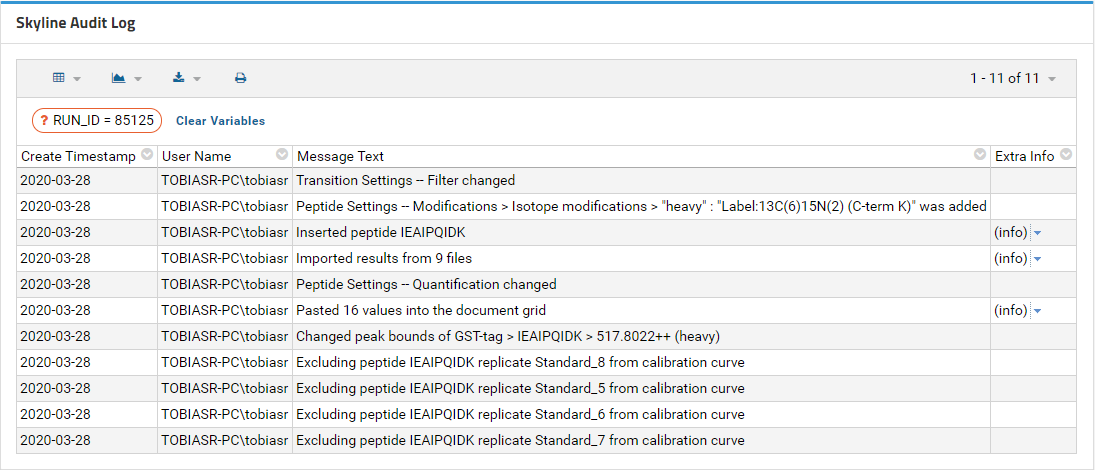 Skyline Audit Log
1 - 11 of 11
? RUN_ID = 85125 Clear Variables
Create Timestamp User Name Message Text Extra Info
2020-03-28 TOBIASR-PC\tobiasr Transition Settings -- Filter changed
2020-03-28 TOBIASR-PC\tobiasr Peptide Settings -- Modifications > Isotope modifications > "heavy" : "Label:13C(6)15N(2) (C-term K)" was added
2020-03-28 TOBIASR-PC\tobiasr Inserted peptide IEAIPQIDK (info)
2020-03-28 TOBIASR-PC\tobiasr Imported results from 9 files (info)
2020-03-28 TOBIASR-PC\tobiasr Peptide Settings -- Quantification changed
2020-03-28 TOBIASR-PC\tobiasr Pasted 16 values into the document grid (info)
2020-03-28 TOBIASR-PC\tobiasr Changed peak bounds of GST-tag > IEAIPQIDK > 517.8022++ (heavy)
2020-03-28 TOBIASR-PC\tobiasr Excluding peptide IEAIPQIDK replicate Standard_8 from calibration curve
2020-03-28 TOBIASR-PC\tobiasr Excluding peptide IEAIPQIDK replicate Standard_5 from calibration curve
2020-03-28 TOBIASR-PC\tobiasr Excluding peptide IEAIPQIDK replicate Standard_6 from calibration curve
2020-03-28 TOBIASR-PC\tobiasr Excluding peptide IEAIPQIDK replicate Standard_7 from calibration curve